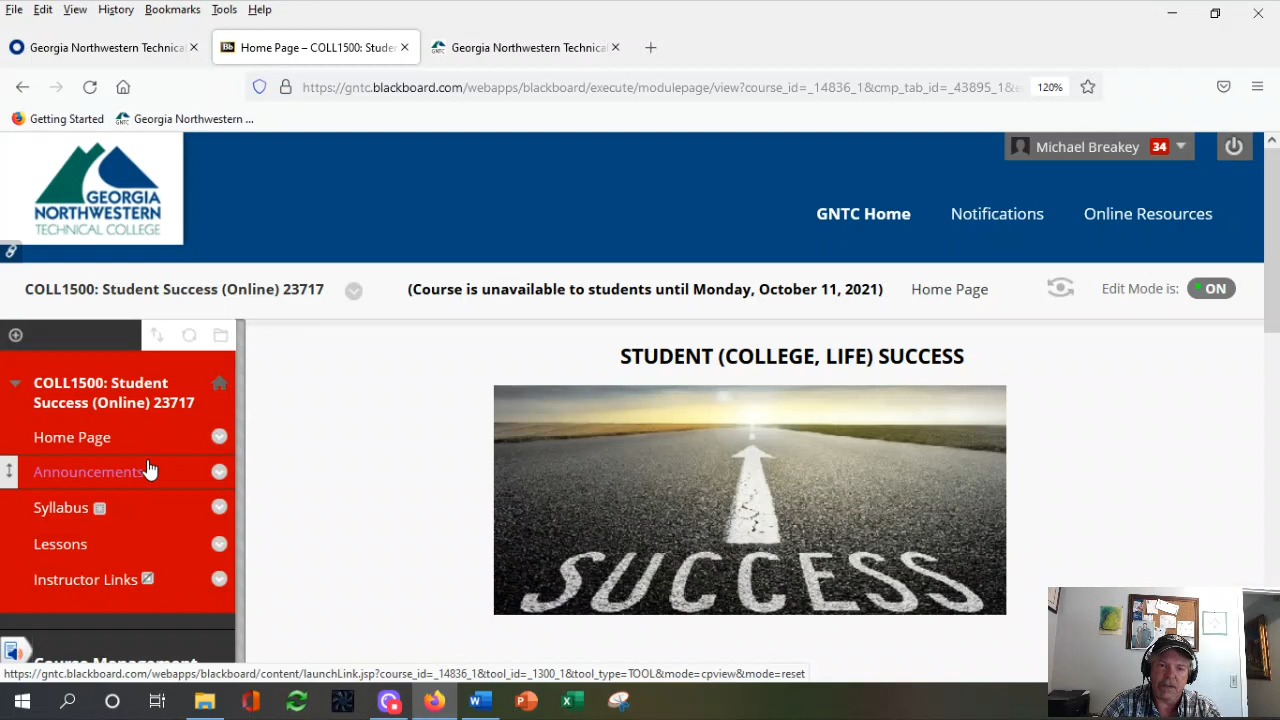 File Edit View History Bookmarks Tools Help
Georgia Northwestern Technical
Home Page – COLL1500: Studer
Georgia Northwestern Technical
https://gntc.blackboard.com/webapps/blackboard/execute/modulepage/view?course_id=_14836_1&cmp_tab_id=_43895_1&e
120%
Getting Started Georgia Northwestern ...
GEORGIA
NORTHWESTERN
TECHNICAL COLLEGE
Michael Breakey 34
GNTC Home Notifications Online Resources
COLL1500: Student Success (Online) 23717 (Course is unavailable to students until Monday, October 11, 2021) Home Page Edit Mode is: ON
STUDENT (COLLEGE, LIFE) SUCCESS
COLL1500: Student
Success (Online) 23717
Home Page
Announcements
Syllabus
Lessons
Instructor Links
SUCCESS
Course Management
https://gntc.blackboard.com/webapps/blackboard/content/launchLink.jsp?course_id=_14836_1&tool_id=_1300_1&tool_type=TOOL&mode=cpview&mode=reset